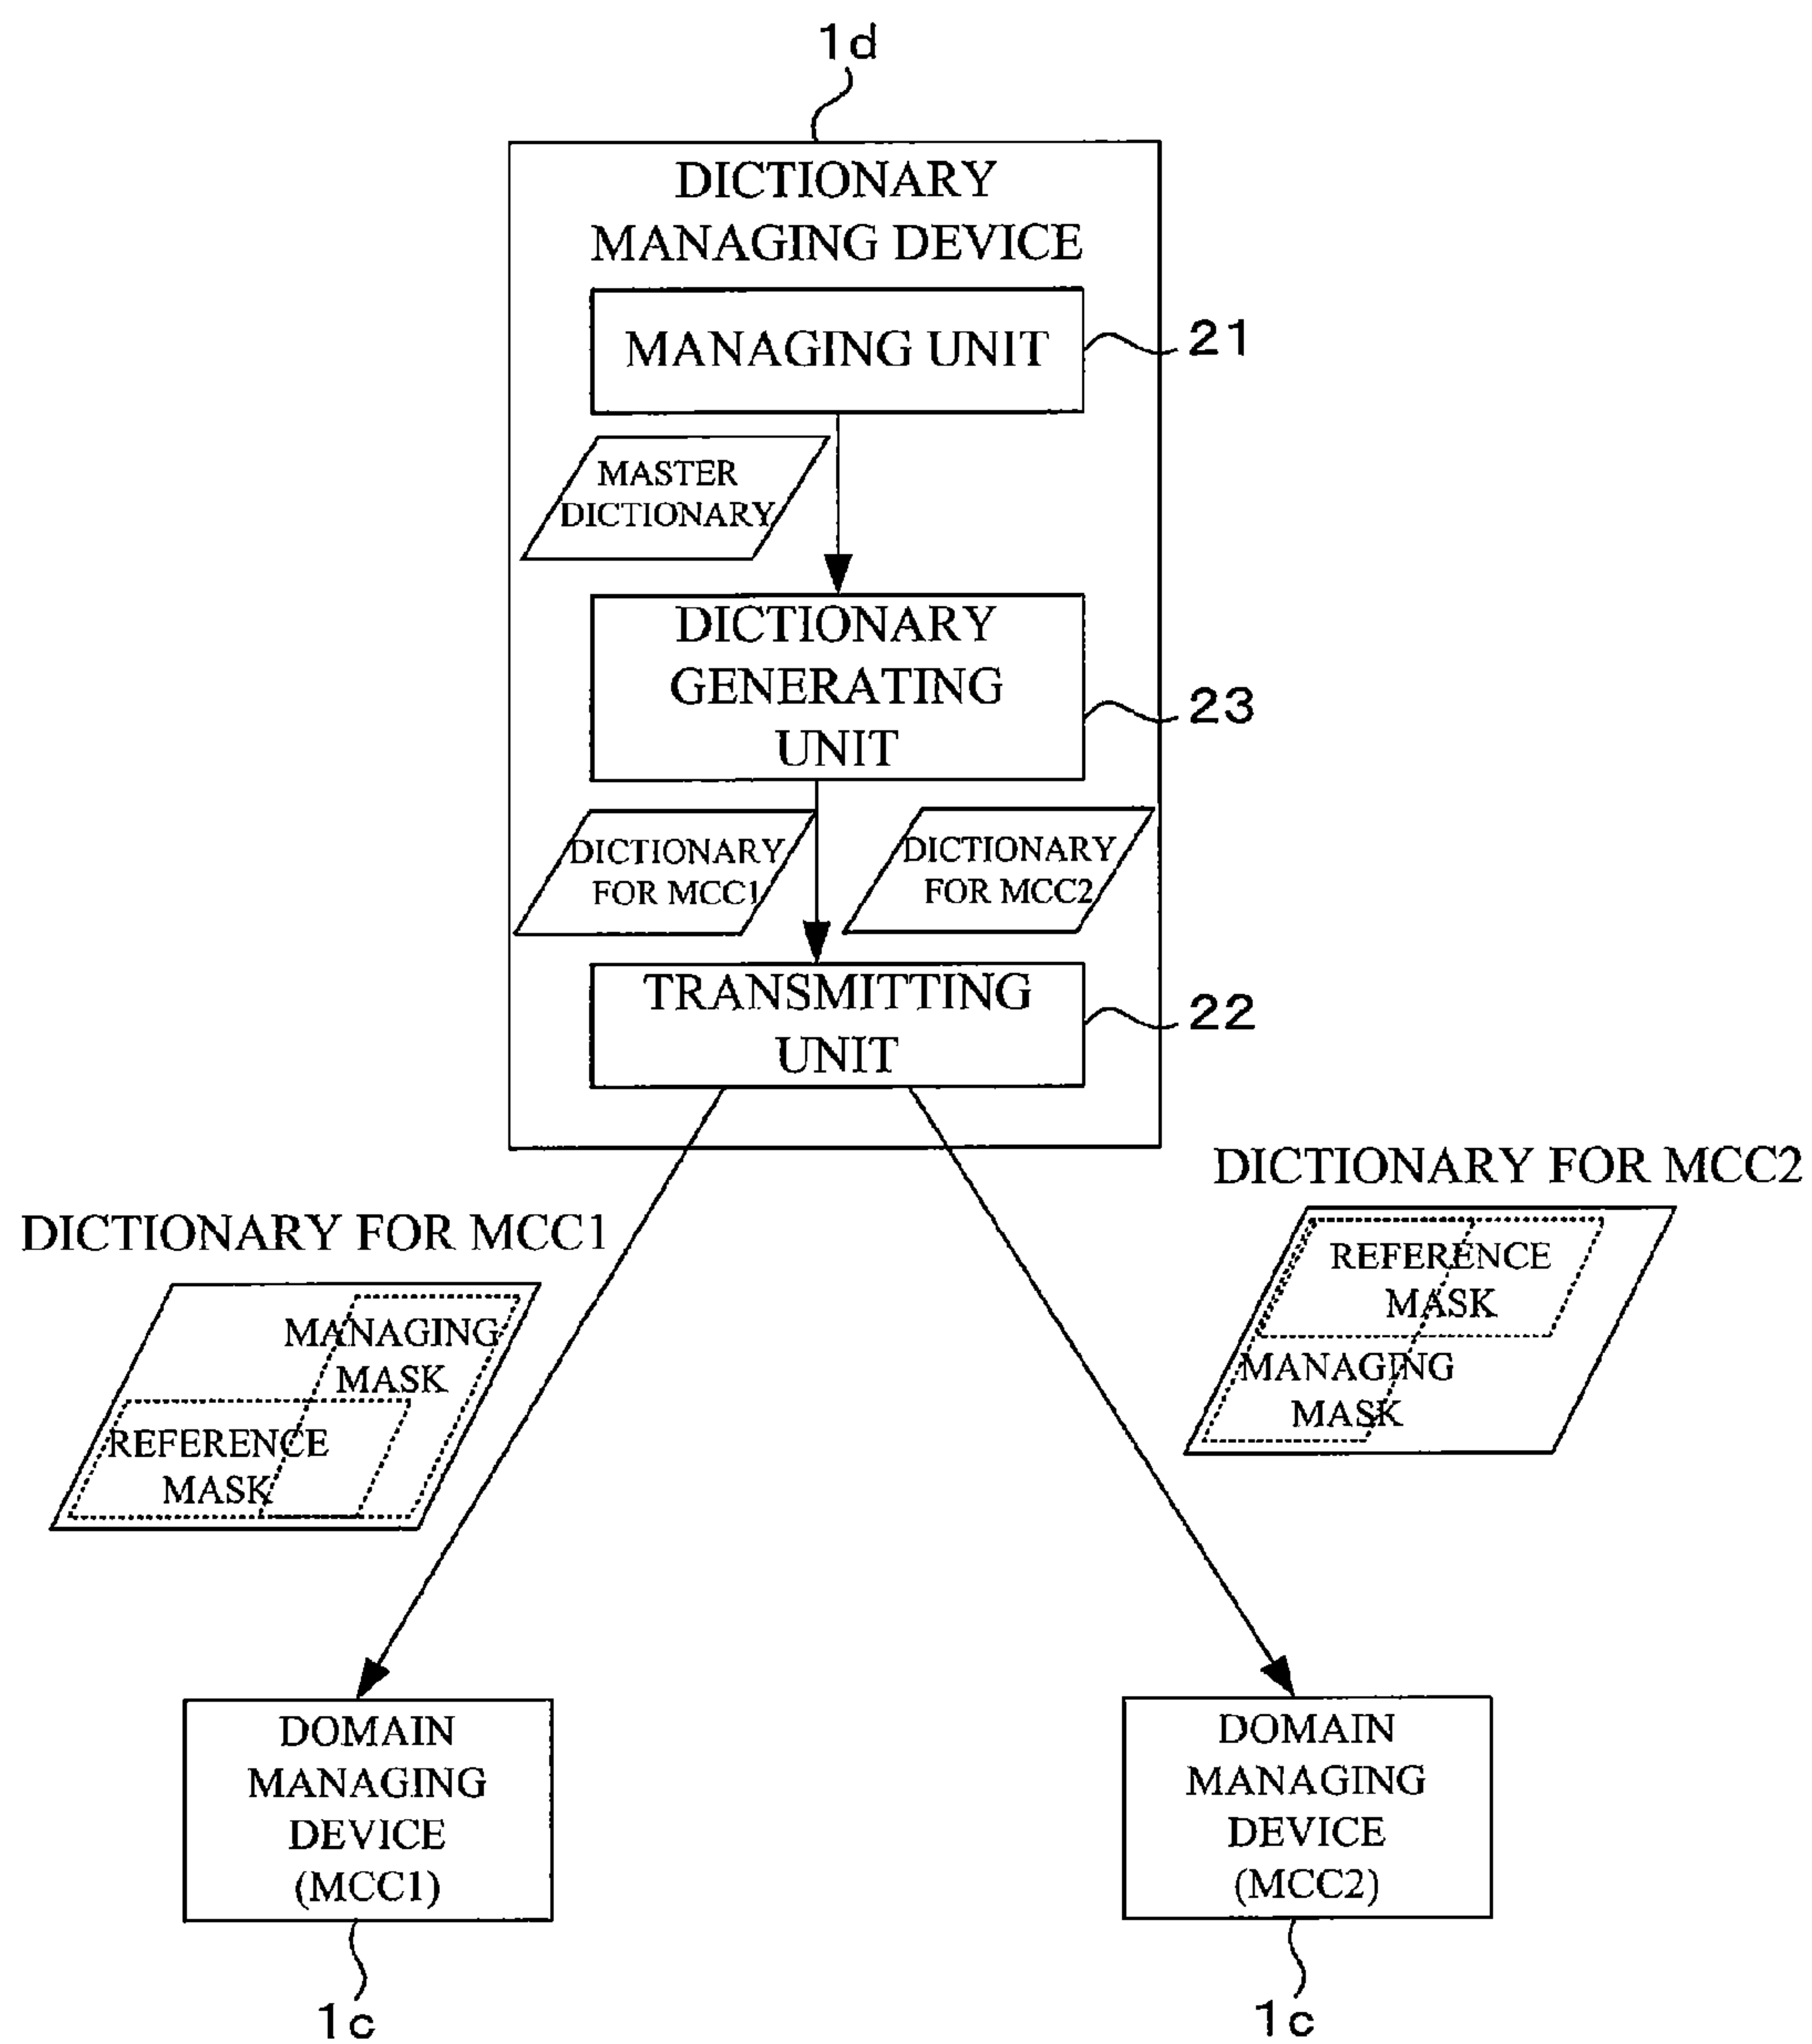 1d
DICTIONARY
MANAGING DEVICE
MANAGING UNIT
21
MASTER
DICTIONARY
DICTIONARY
GENERATING
UNIT
23
DICTIONARY
FOR MCC1
DICTIONARY
FOR MCC2
TRANSMITTING
UNIT
22
DICTIONARY FOR MCC1
MANAGING
MASK
REFERENCE
MASK
DICTIONARY FOR MCC2
REFERENCE
MASK
MANAGING
MASK
DOMAIN
MANAGING
DEVICE
(MCC1)
1c
DOMAIN
MANAGING
DEVICE
(MCC2)
1c